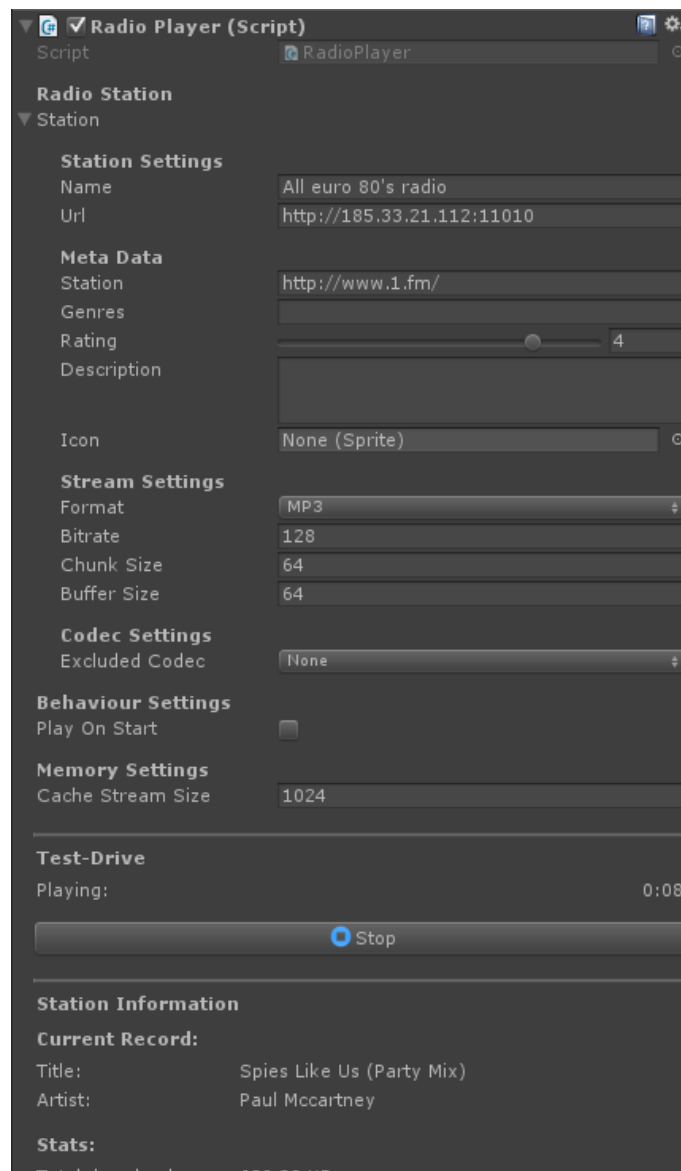 Radio Player (Script)
Script RadioPlayer
Radio Station
Station
Station Settings
Name All euro 80's radio
Url http://185.33.21.112:11010
Meta Data
Station http://www.1.fm/
Genres
Rating 4
Description
Icon None (Sprite)
Stream Settings
Format MP3
Bitrate 128
Chunk Size 64
Buffer Size 64
Codec Settings
Excluded Codec None
Behaviour Settings
Play On Start
Memory Settings
Cache Stream Size 1024
Test-Drive
Playing: 0:08
Stop
Station Information
Current Record:
Title: Spies Like Us (Party Mix)
Artist: Paul Mccartney
Stats: